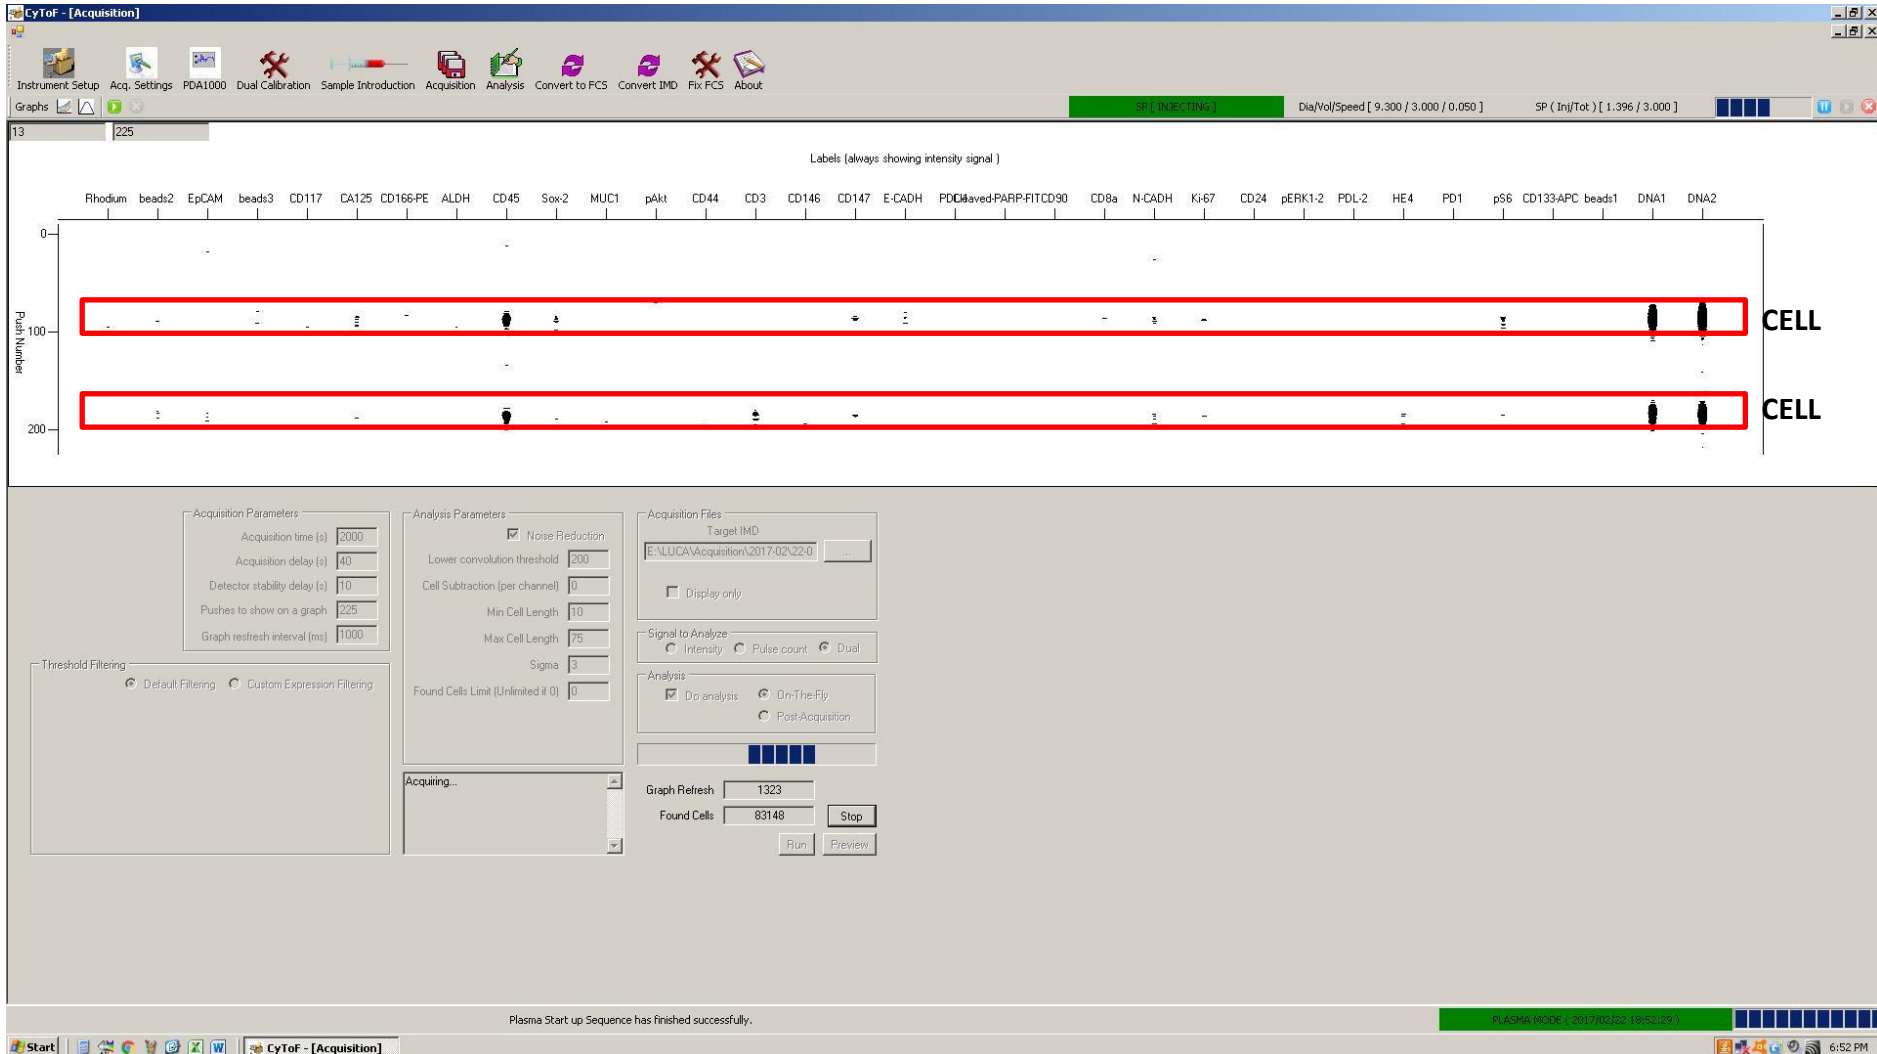 CyToF - [Acquisition]
Instrument Setup Acq. Settings PDA1000 Dual Calibration Sample Introduction Acquisition Analysis Convert to FCS Convert IMD Fix FCS About
Graphs SP [ INJECTING ] Dia/Vol/Speed [ 9.300 / 3.000 / 0.050 ] SP ( Inj/Tot ) [ 1.396 / 3.000 ]
13 225
Labels (always showing intensity signal )
Rhodium beads2 EpCAM beads3 CD117 CA125 CD166-PE ALDH CD45 Sox-2 MUC1 pAkt CD44 CD3 CD146 CD147 E-CADH CD90 CD8a N-CADH Ki-67 CD24 pERK1-2 PDL-2 HE4 PD1 pS6 CD133-APC beads1 DNA1 DNA2
0
CELL
Push Number
100
CELL
200
Acquisition Parameters
Acquisition time (s) 2000
Acquisition delay (s) 40
Detector stability delay (s) 10
Pushes to show on a graph 225
Graph resfresh interval (ms) 1000
Threshold Filtering
Default Filtering Custom Expression Filtering
Analysis Parameters
Noise Reduction
Lower convolution threshold 200
Cell Subtraction (per channel) 0
Min Cell Length 10
Max Cell Length 75
Sigma 3
Found Cells Limit (Unlimited if 0) 0
Acquiring...
Acquisition Files
Target IMD
E:\LUCA\Acquisition\2017-02\22-0 ...
Display only
Signal to Analyze
Intensity Pulse count Dual
Analysis
Do analysis On-The-Fly
Post-Acquisition
Graph Refresh 1323
Found Cells 83148 Stop
Run Preview
Plasma Start up Sequence has finished successfully. PLASMA MODE ( 2017/02/22 18:52:29 )
Start CyToF - [Acquisition] 6:52 PM